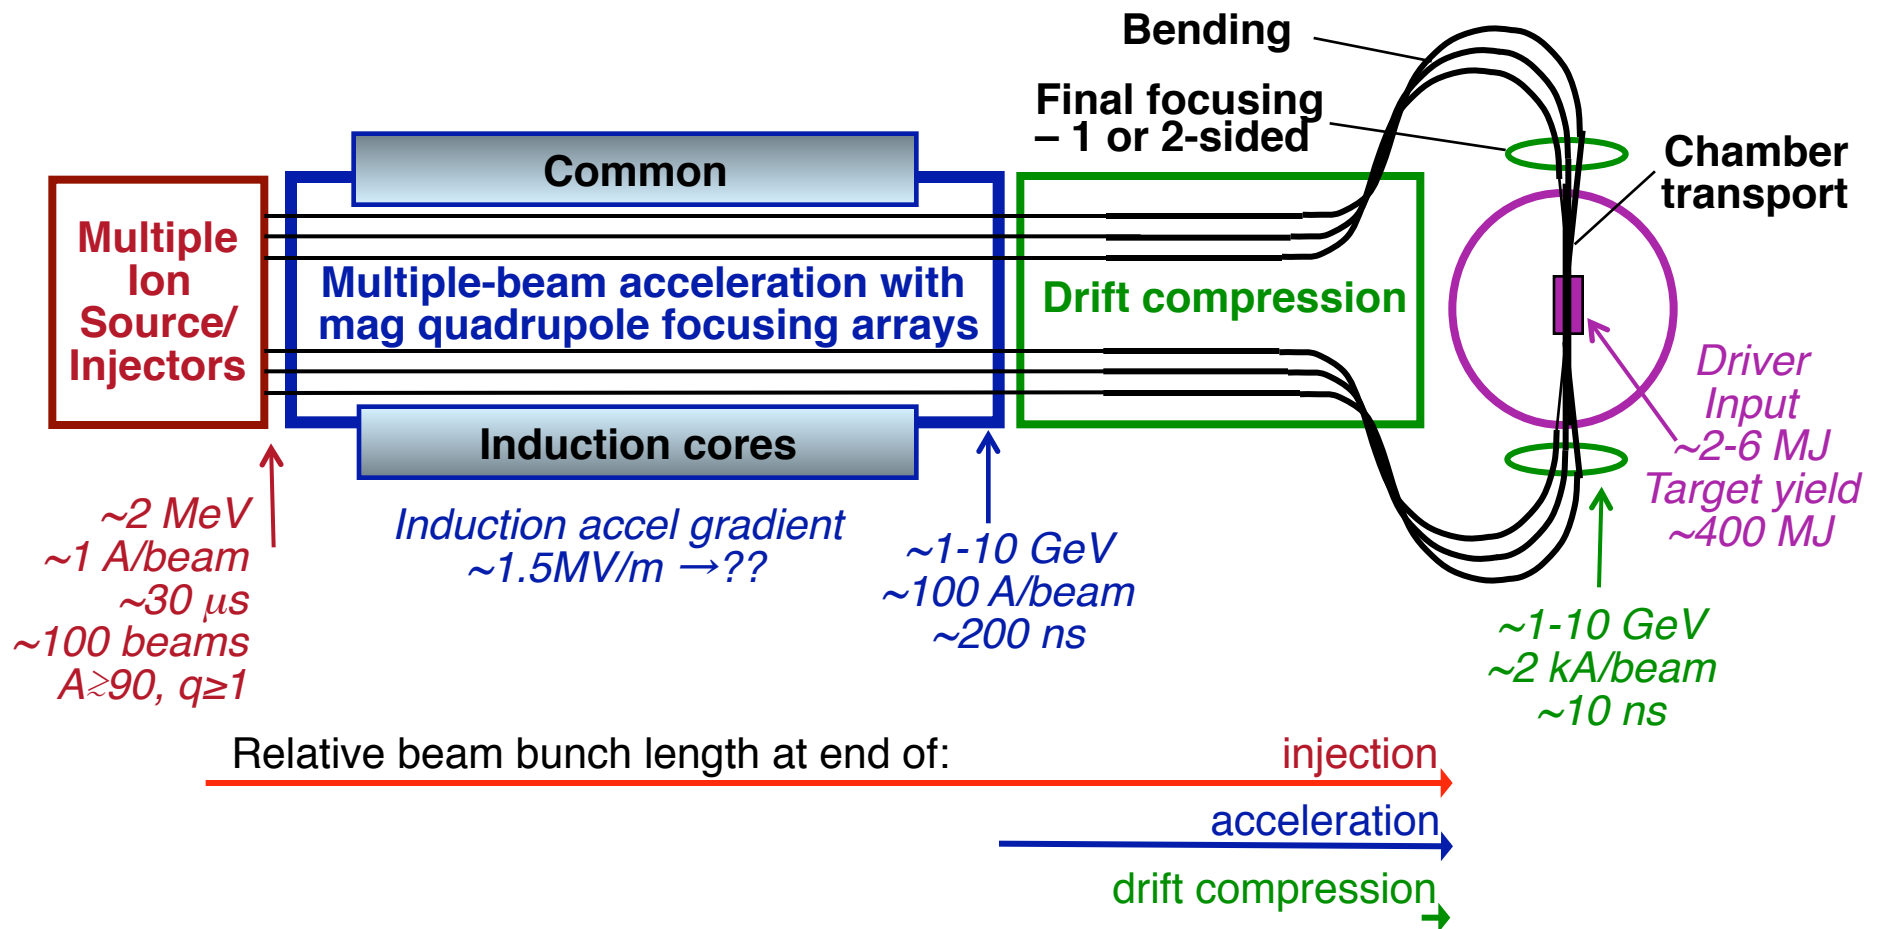 Bending
Final focusing
– 1 or 2-sided
Chamber
transport
Common
Multiple
Ion
Source/
Injectors
Multiple-beam acceleration with
mag quadrupole focusing arrays
Drift compression
Induction cores
Driver
Input
~2-6 MJ
Target yield
~400 MJ
~2 MeV
~1 A/beam
~30 μs
~100 beams
A≳90, q≥1
Induction accel gradient
~1.5MV/m →??
~1-10 GeV
~100 A/beam
~200 ns
~1-10 GeV
~2 kA/beam
~10 ns
Relative beam bunch length at end of:
injection
acceleration
drift compression